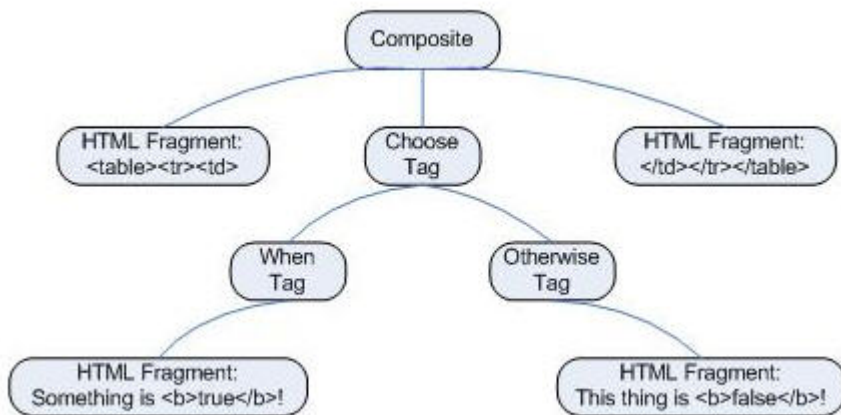 Composite
HTML Fragment:
<table><tr><td>
Choose
Tag
HTML Fragment:
</td></tr></table>
When
Tag
Otherwise
Tag
HTML Fragment:
Something is <b>true</b>!
HTML Fragment:
This thing is <b>false</b>!